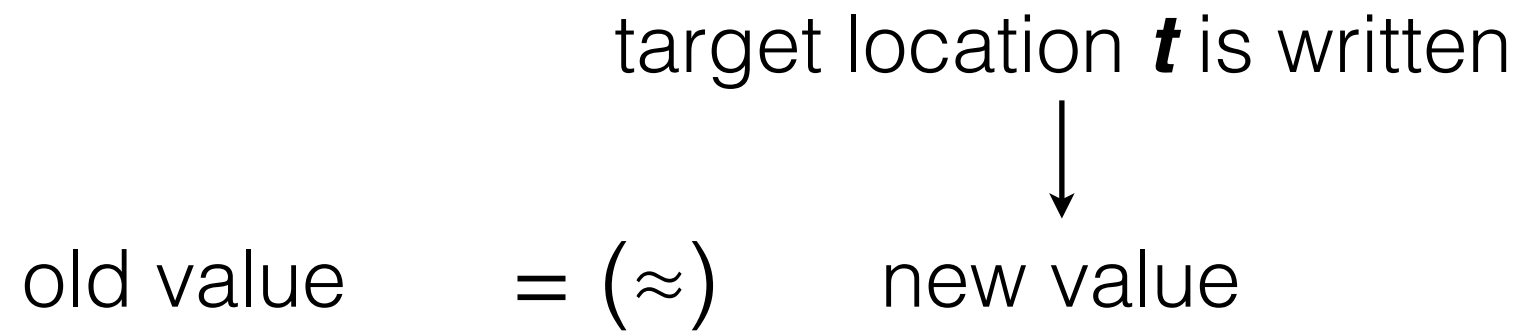 target location t is written
old value = (≈) new value